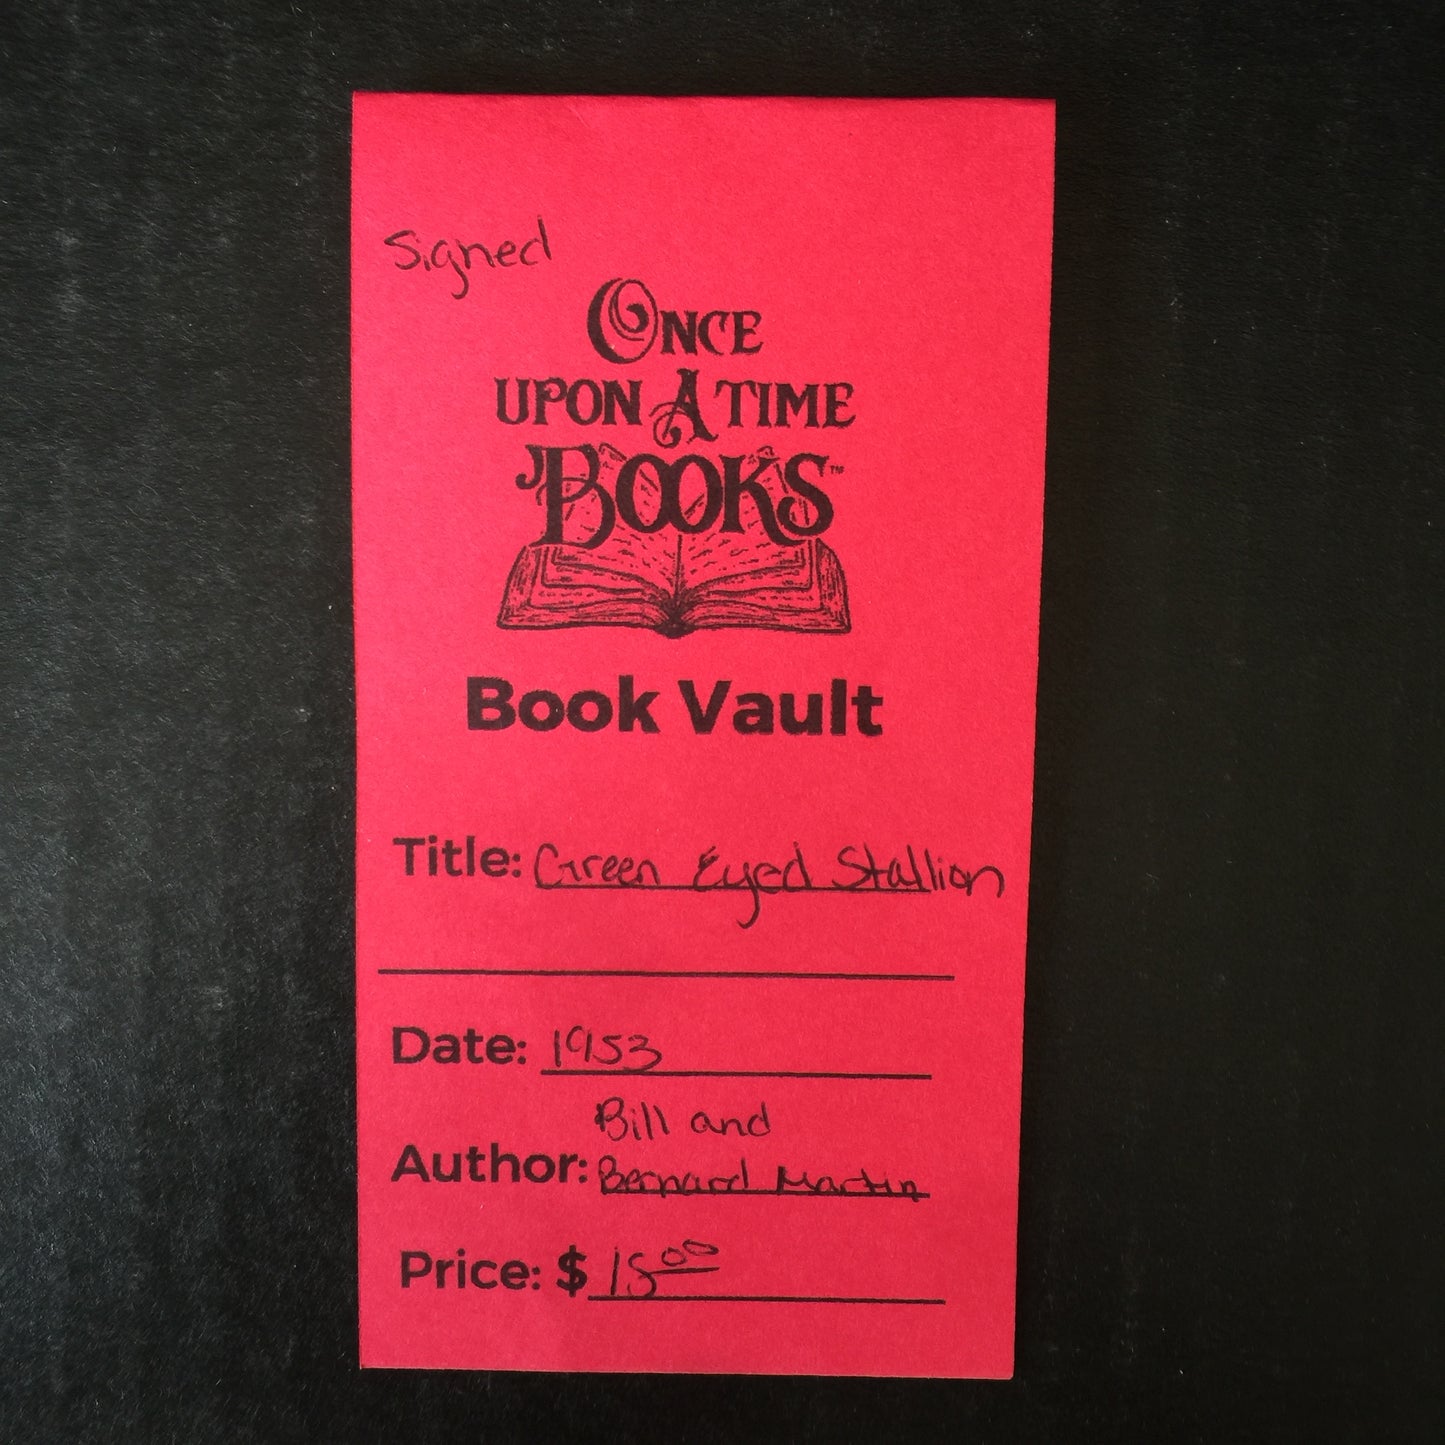 Signed
ONCE
UPON A TIME
BOOKS™
Book Vault
Title: Green Eyed Stallion
Date: 1953
Bill and
Author: Bernard Martin
Price: $ 15.00